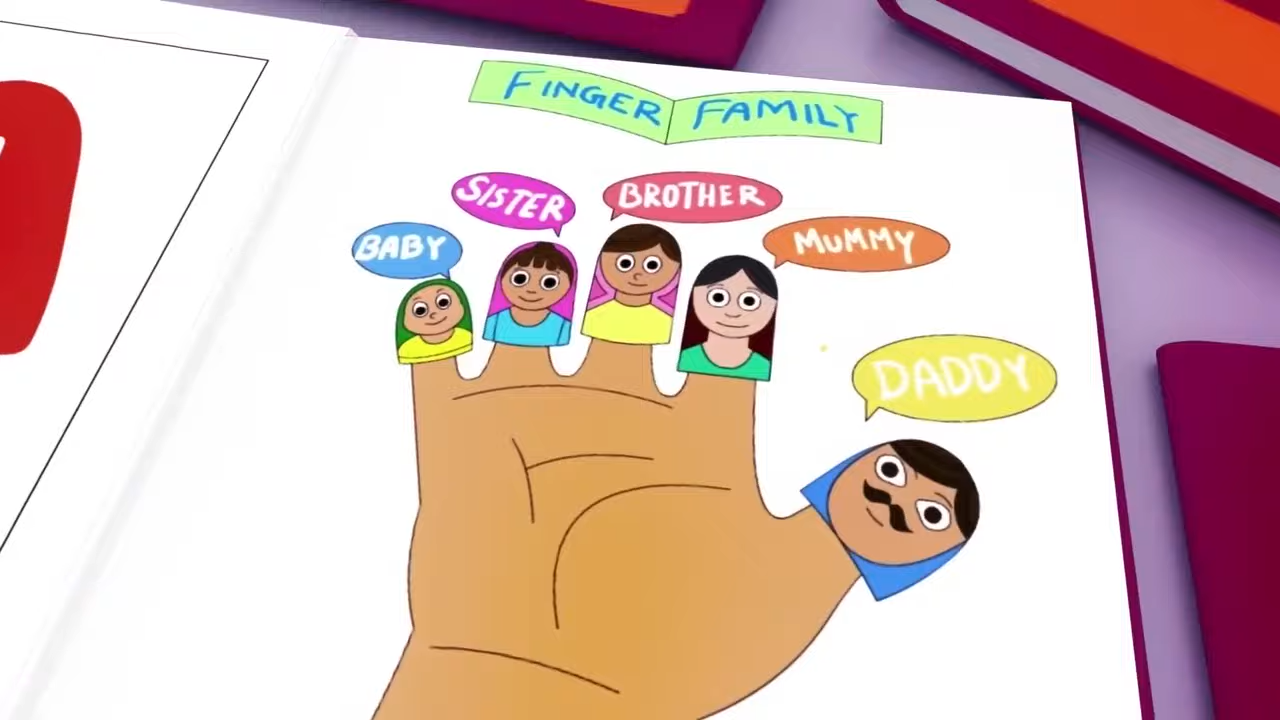 FINGER FAMILY
BABY
SISTER
BROTHER
MUMMY
DADDY